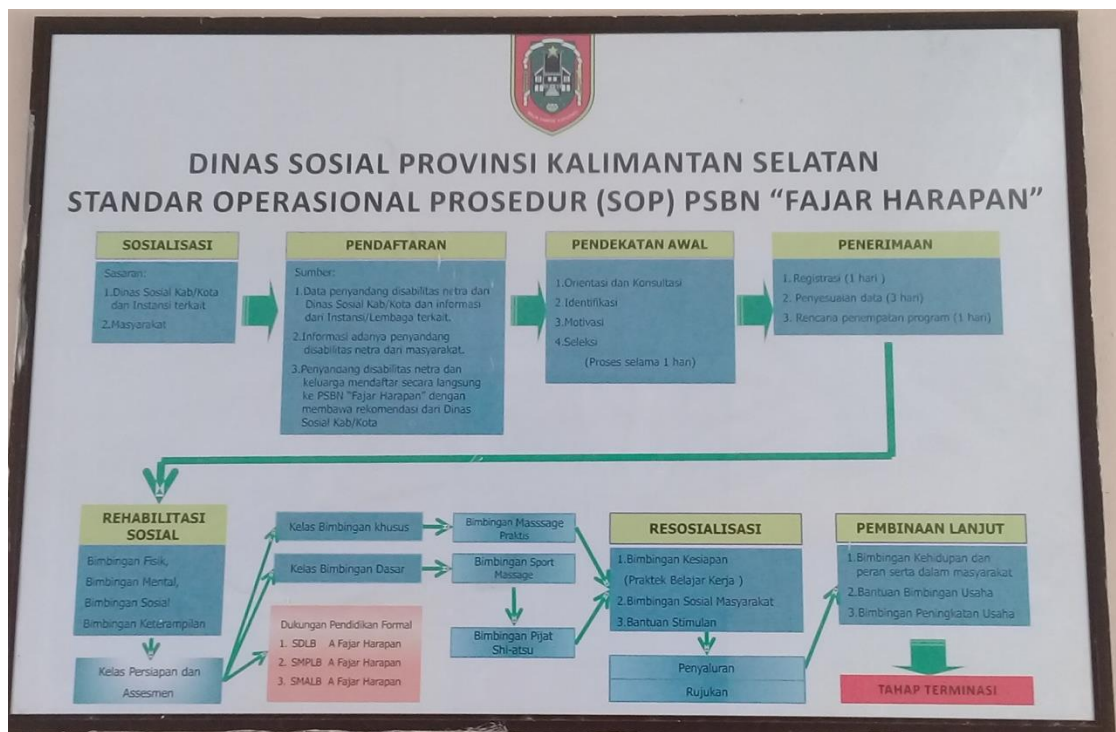 DINAS SOSIAL PROVINSI KALIMANTAN SELATAN
STANDAR OPERASIONAL PROSEDUR (SOP) PSBN “FAJAR HARAPAN”
SOSIALISASI
Sasaran:
1.Dinas Sosial Kab/Kota
dan Instansi terkait
2.Masyarakat
PENDAFTARAN
Sumber:
1.Data penyandang disabilitas netra dari
Dinas Sosial Kab/Kota dan informasi
dari Instansi/Lembaga terkait.
2.Informasi adanya penyandang
disabilitas netra dari masyarakat.
3.Penyandang disabilitas netra dan
keluarga mendaftar secara langsung
ke PSBN “Fajar Harapan” dengan
membawa rekomendasi dari Dinas
Sosial Kab/Kota
PENDEKATAN AWAL
1.Orientasi dan Konsultasi
2 Identifikasi
3.Motivasi
4.Seleksi
(Proses selama 1 hari)
PENERIMAAN
1. Registrasi (1 hari )
2. Penyesuaian data (3 hari)
3. Rencana penempatan program (1 hari)
REHABILITASI
SOSIAL
Bimbingan Fisik,
Bimbingan Mental,
Bimbingan Sosial
Bimbingan Keterampilan
Kelas Persiapan dan
Assesmen
Kelas Bimbingan khusus
Kelas Bimbingan Dasar
Dukungan Pendidikan Formal
1. SDLB A Fajar Harapan
2. SMPLB A Fajar Harapan
3. SMALB A Fajar Harapan
Bimbingan Masssage
Praktis
Bimbingan Sport
Massage
Bimbingan Pijat
Shi-atsu
RESOSIALISASI
1.Bimbingan Kesiapan
(Praktek Belajar Kerja )
2.Bimbingan Sosial Masyarakat
3.Bantuan Stimulan
Penyaluran
Rujukan
PEMBINAAN LANJUT
1.Bimbingan Kehidupan dan
peran serta dalam masyarakat
2.Bantuan Bimbingan Usaha
3.Bimbingan Peningkatan Usaha
TAHAP TERMINASI